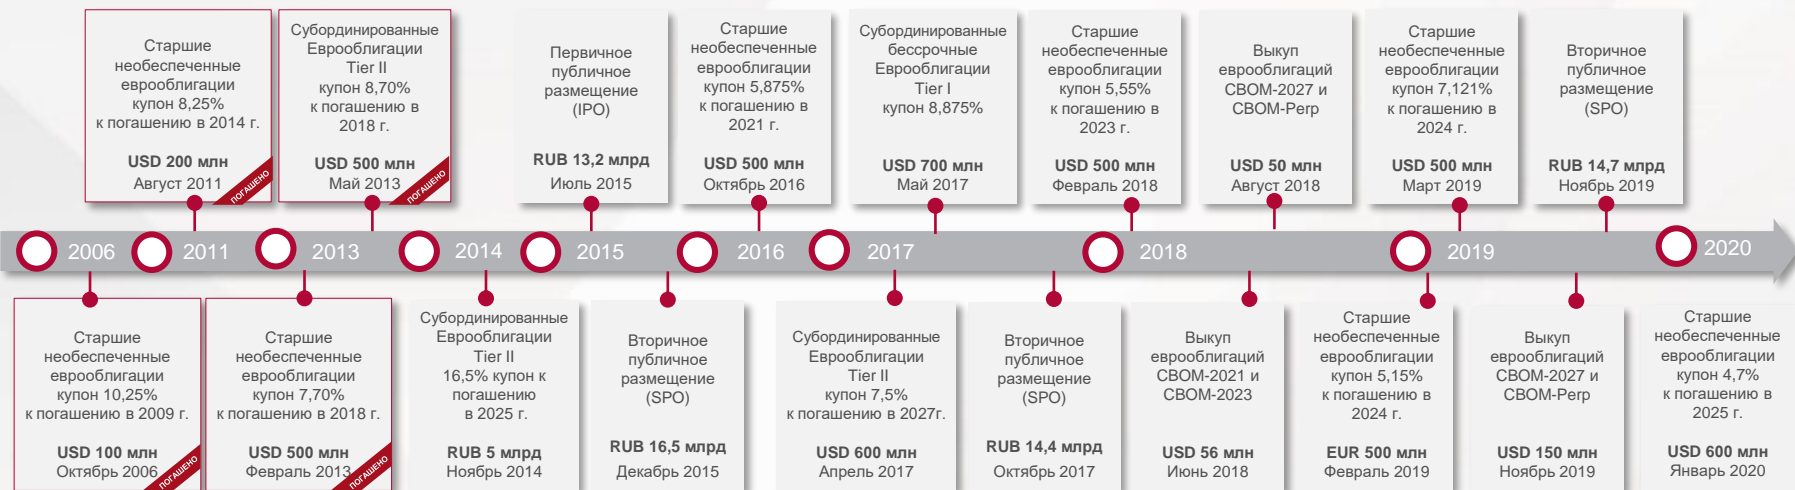 Старшие
необеспеченные
еврооблигации
купон 8,25%
к погашению в 2014 г.
USD 200 млн
Август 2011
ПОГАШЕНО
Субординированные
Еврооблигации
Tier II
купон 8,70%
к погашению в
2018 г.
USD 500 млн
Май 2013
ПОГАШЕНО
Первичное
публичное
размещение
(IPO)
RUB 13,2 млрд
Июль 2015
Старшие
необеспеченные
еврооблигации
купон 5,875%
к погашению в
2021 г.
USD 500 млн
Октябрь 2016
Субординированные
бессрочные
Еврооблигации
Tier I
купон 8,875%
USD 700 млн
Май 2017
Старшие
необеспеченные
еврооблигации
купон 5,55%
к погашению в
2023 г.
USD 500 млн
Февраль 2018
Выкуп
еврооблигаций
CBOM-2027 и
CBOM-Perp
USD 50 млн
Август 2018
Старшие
необеспеченные
еврооблигации
купон 7,121%
к погашению в
2024 г.
USD 500 млн
Март 2019
Вторичное
публичное
размещение
(SPO)
RUB 14,7 млрд
Ноябрь 2019
2006 2011 2013 2014 2015 2016 2017 2018 2019 2020
Старшие
необеспеченные
еврооблигации
купон 10,25%
к погашению в 2009 г.
USD 100 млн
Октябрь 2006
ПОГАШЕНО
Старшие
необеспеченные
еврооблигации
купон 7,70%
к погашению в 2018 г.
USD 500 млн
Февраль 2013
ПОГАШЕНО
Субординированные
Еврооблигации
Tier II
16,5% купон к
погашению
в 2025 г.
RUB 5 млрд
Ноябрь 2014
Вторичное
публичное
размещение
(SPO)
RUB 16,5 млрд
Декабрь 2015
Субординированные
Еврооблигации
Tier II
купон 7,5%
к погашению в 2027г.
USD 600 млн
Апрель 2017
Вторичное
публичное
размещение
(SPO)
RUB 14,4 млрд
Октябрь 2017
Выкуп
еврооблигаций
CBOM-2021 и
CBOM-2023
USD 56 млн
Июнь 2018
Старшие
необеспеченные
еврооблигации
купон 5,15%
к погашению в
2024 г.
EUR 500 млн
Февраль 2019
Выкуп
еврооблигаций
CBOM-2027 и
CBOM-Perp
USD 150 млн
Ноябрь 2019
Старшие
необеспеченные
еврооблигации
купон 4,7%
к погашению в
2025 г.
USD 600 млн
Январь 2020